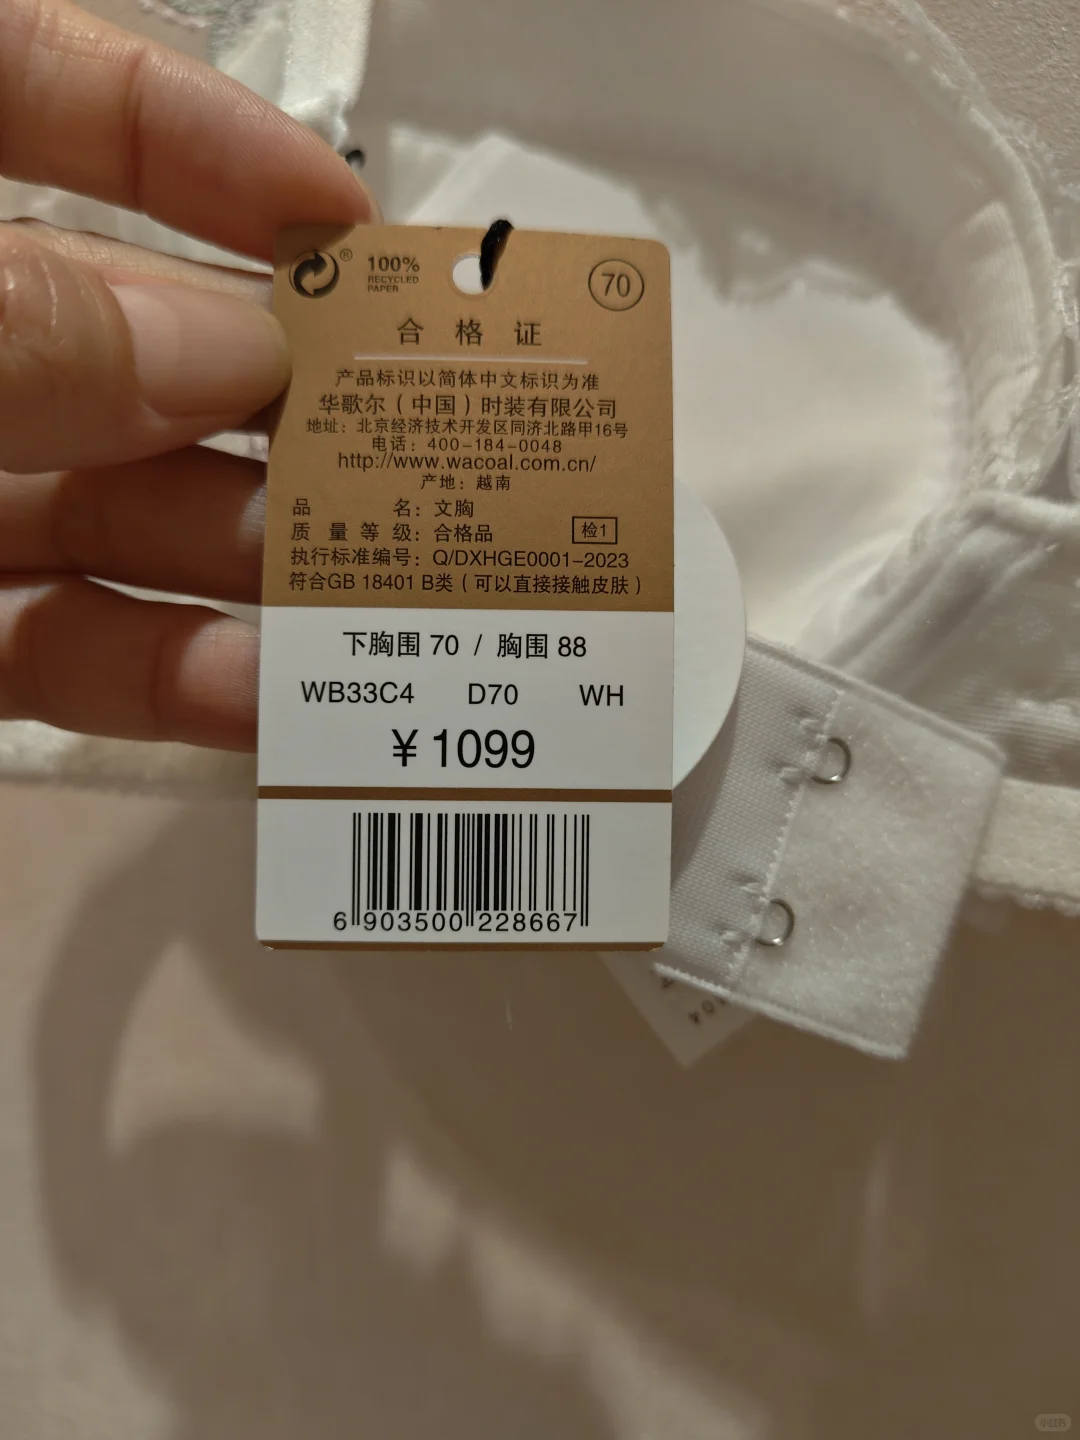 ®
100%
RECYCLED
PAPER
70
合格证
产品标识以简体中文标识为准
华歌尔（中国）时装有限公司
地址：北京经济技术开发区同济北路甲16号
电话：400-184-0048
http://www.wacoal.com.cn/
产地：越南
品名：文胸
质量等级：合格品 检1
执行标准编号：Q/DXHGE0001-2023
符合GB 18401 B类（可以直接接触皮肤）
下胸围 70 / 胸围 88
WB33C4 D70 WH
¥1099
6 903500 228667
小红书